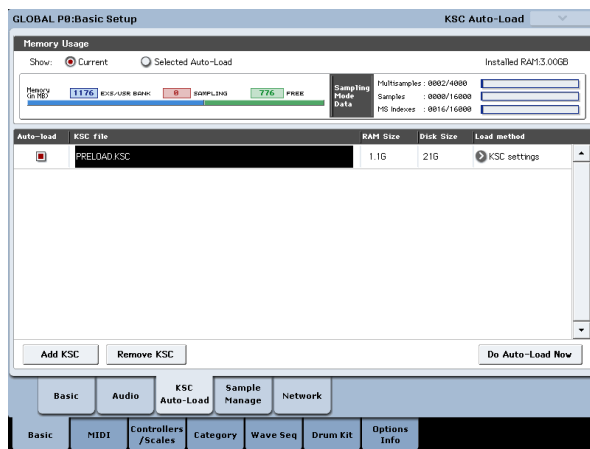 GLOBAL P0:Basic Setup KSC Auto-Load
Memory Usage
Show: Current Selected Auto-Load Installed RAM:3.00GB
Memory (in MB) 1176 EXS/USR BANK 0 SAMPLING 776 FREE
Sampling Mode Data
Multisamples : 0002/4000
Samples : 0000/16000
MS Indexes : 0016/16000
Auto-load KSC file RAM Size Disk Size Load method
PRELOAD.KSC 1.1G 21G KSC settings
Add KSC Remove KSC Do Auto-Load Now
Basic Audio KSC Auto-Load Sample Manage Network
Basic MIDI Controllers /Scales Category Wave Seq Drum Kit Options Info